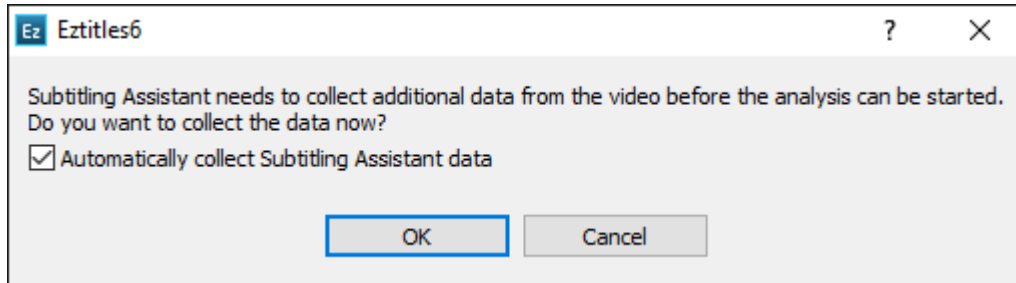 Ez Eztitles6 ?
Subtitling Assistant needs to collect additional data from the video before the analysis can be started.
Do you want to collect the data now?
Automatically collect Subtitling Assistant data
OK Cancel